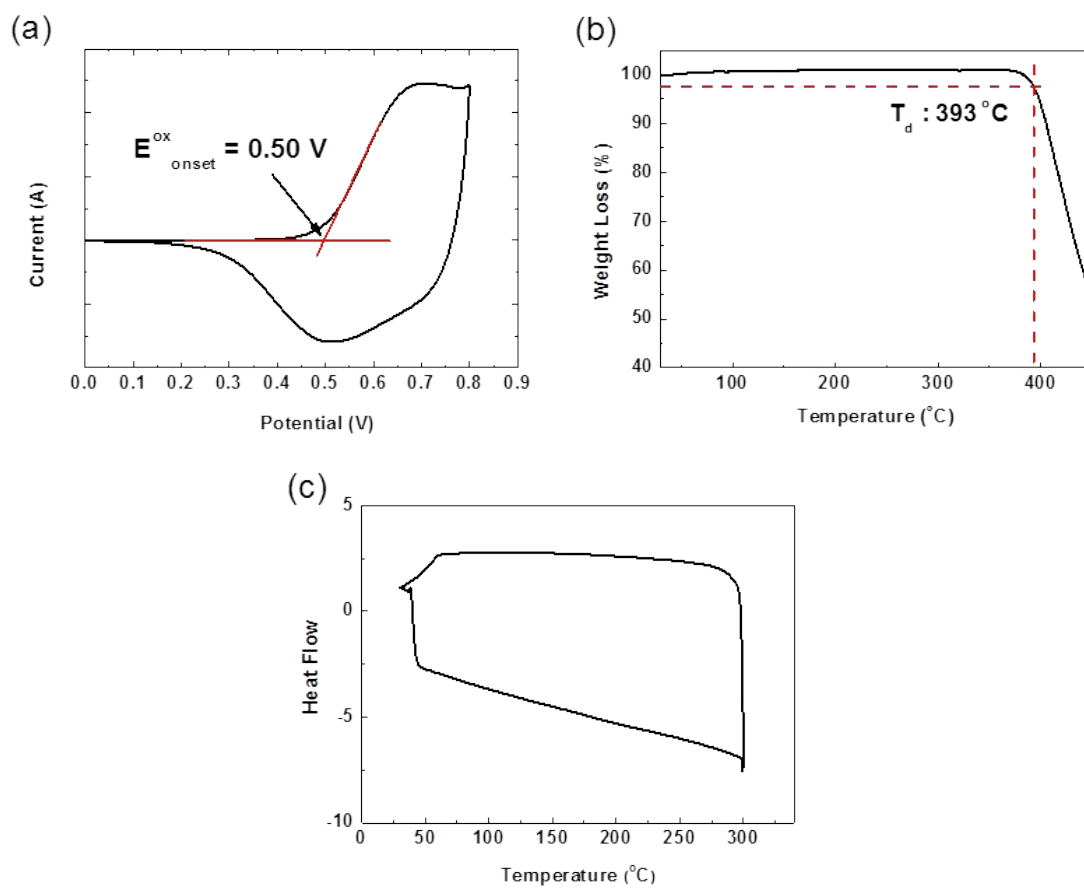 (a)
E^ox_onset = 0.50 V
Current (A)
0.0 0.1 0.2 0.3 0.4 0.5 0.6 0.7 0.8 0.9
Potential (V)
(b)
100
90
80
70
60
50
40
T_d : 393 °C
Weight Loss (%)
100 200 300 400
Temperature (°C)
(c)
5
0
-5
-10
Heat Flow
0 50 100 150 200 250 300
Temperature (°C)